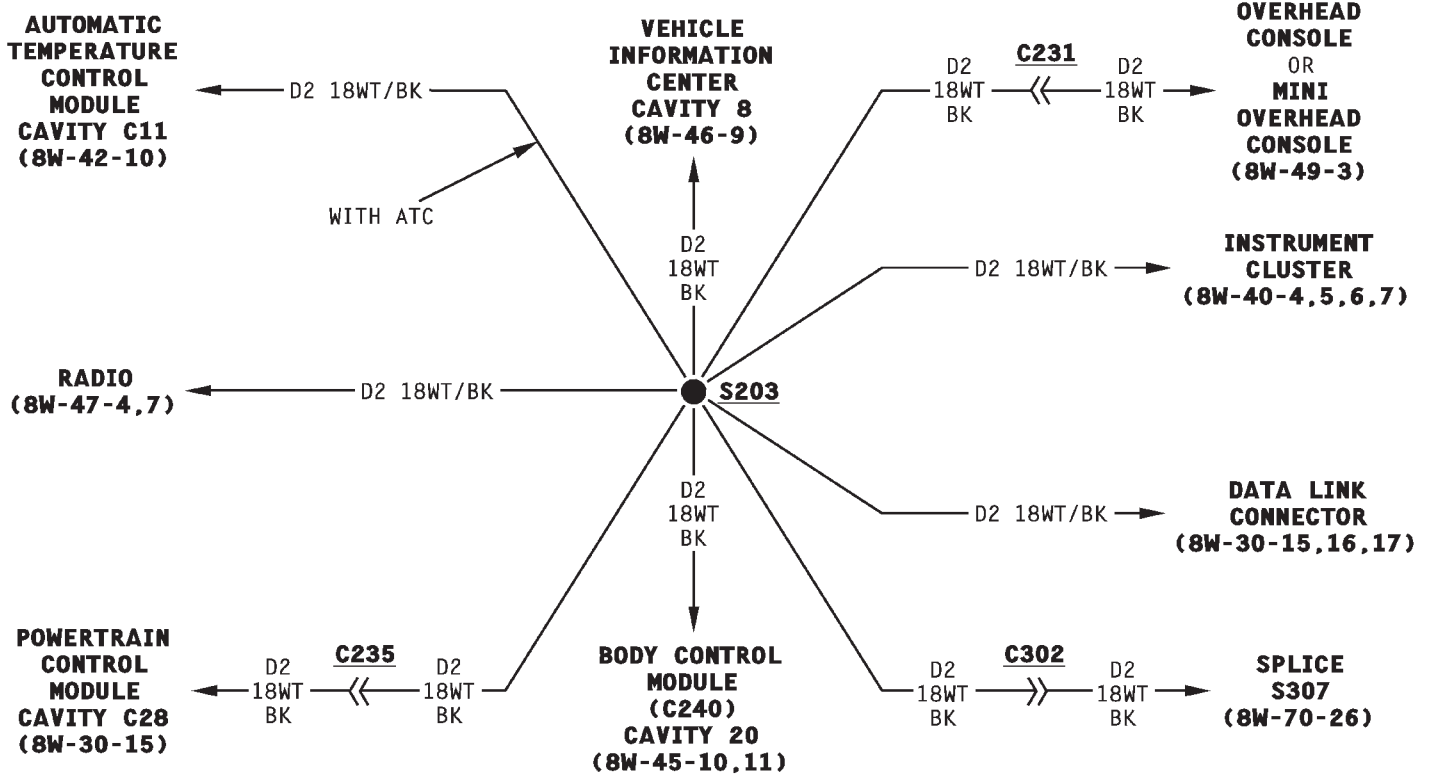 AUTOMATIC
TEMPERATURE
CONTROL
MODULE
CAVITY C11
(8W-42-10)
D2 18WT/BK
WITH ATC
VEHICLE
INFORMATION
CENTER
CAVITY 8
(8W-46-9)
D2
18WT
BK
D2
18WT
BK
C231
D2
18WT
BK
OVERHEAD
CONSOLE
OR
MINI
OVERHEAD
CONSOLE
(8W-49-3)
D2 18WT/BK
INSTRUMENT
CLUSTER
(8W-40-4,5,6,7)
RADIO
(8W-47-4,7)
D2 18WT/BK
S203
D2 18WT/BK
DATA LINK
CONNECTOR
(8W-30-15,16,17)
D2
18WT
BK
POWERTRAIN
CONTROL
MODULE
CAVITY C28
(8W-30-15)
D2
18WT
BK
C235
D2
18WT
BK
BODY CONTROL
MODULE
(C240)
CAVITY 20
(8W-45-10,11)
D2
18WT
BK
C302
D2
18WT
BK
SPLICE
S307
(8W-70-26)